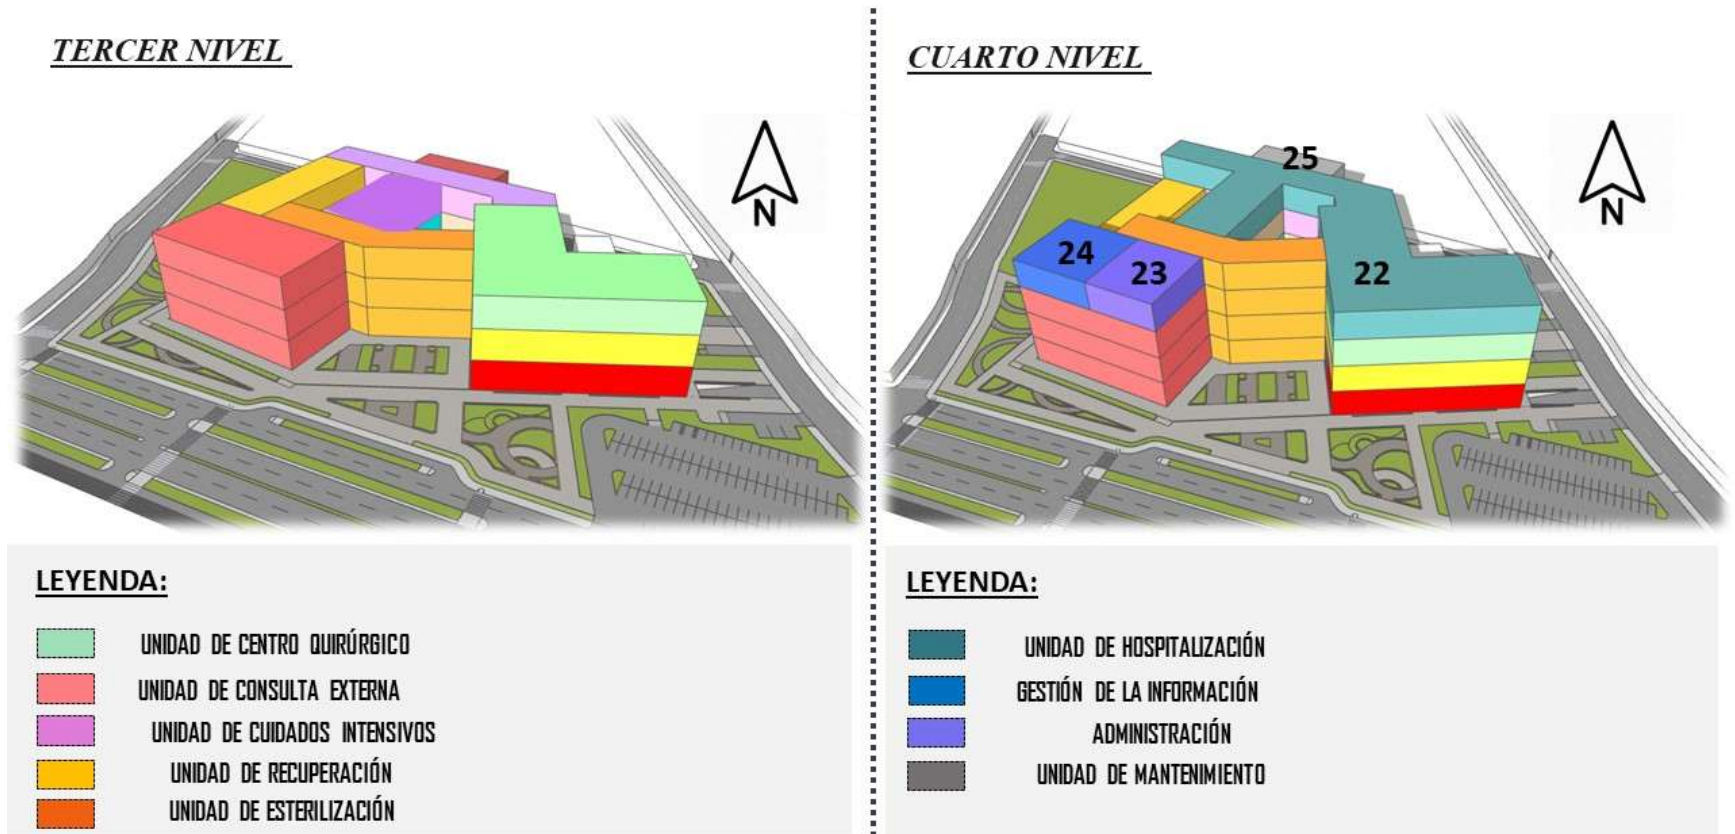 TERCER NIVEL
N
LEYENDA:
UNIDAD DE CENTRO QUIRÚRGICO
UNIDAD DE CONSULTA EXTERNA
UNIDAD DE CUIDADOS INTENSIVOS
UNIDAD DE RECUPERACIÓN
UNIDAD DE ESTERILIZACIÓN
CUARTO NIVEL
25
24
23
22
N
LEYENDA:
UNIDAD DE HOSPITALIZACIÓN
GESTIÓN DE LA INFORMACIÓN
ADMINISTRACIÓN
UNIDAD DE MANTENIMIENTO